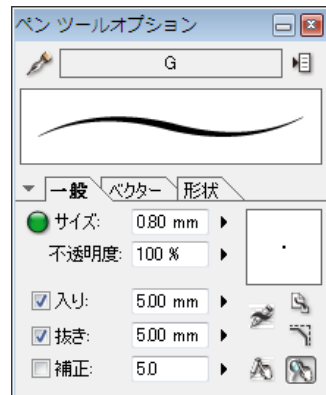 ペン ツールオプション
G
一般 ベクター 形状
サイズ: 0.80 mm
不透明度: 100 %
入り: 5.00 mm
抜き: 5.00 mm
補正: 5.0